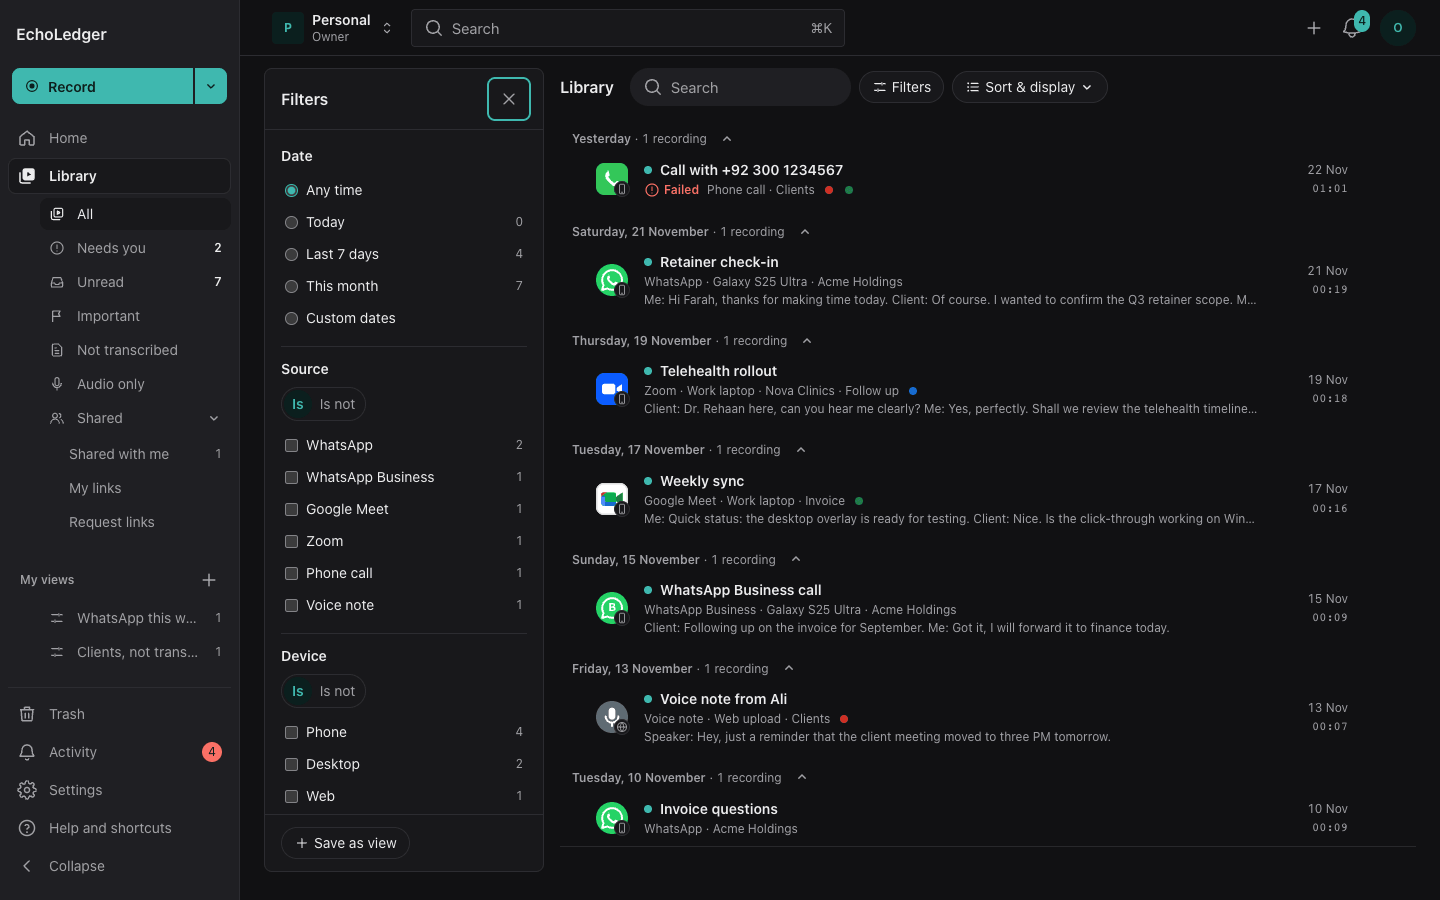 EchoLedger
Record
Home
Library
All
Needs you 2
Unread 7
Important
Not transcribed
Audio only
Shared
Shared with me 1
My links
Request links
My views
WhatsApp this w... 1
Clients, not trans... 1
Trash
Activity 4
Settings
Help and shortcuts
Collapse
P Personal
Owner
Search ⌘K
4
O
Filters
Date
Any time
Today 0
Last 7 days 4
This month 7
Custom dates
Source
Is Is not
WhatsApp 2
WhatsApp Business 1
Google Meet 1
Zoom 1
Phone call 1
Voice note 1
Device
Is Is not
Phone 4
Desktop 2
Web 1
Save as view
Library Search Filters Sort & display
Yesterday · 1 recording
Call with +92 300 1234567 22 Nov
Failed Phone call · Clients 01:01
Saturday, 21 November · 1 recording
Retainer check-in 21 Nov
WhatsApp · Galaxy S25 Ultra · Acme Holdings 00:19
Me: Hi Farah, thanks for making time today. Client: Of course. I wanted to confirm the Q3 retainer scope. M...
Thursday, 19 November · 1 recording
Telehealth rollout 19 Nov
Zoom · Work laptop · Nova Clinics · Follow up 00:18
Client: Dr. Rehaan here, can you hear me clearly? Me: Yes, perfectly. Shall we review the telehealth timeline...
Tuesday, 17 November · 1 recording
Weekly sync 17 Nov
Google Meet · Work laptop · Invoice 00:16
Me: Quick status: the desktop overlay is ready for testing. Client: Nice. Is the click-through working on Win...
Sunday, 15 November · 1 recording
WhatsApp Business call 15 Nov
WhatsApp Business · Galaxy S25 Ultra · Acme Holdings 00:09
Client: Following up on the invoice for September. Me: Got it, I will forward it to finance today.
Friday, 13 November · 1 recording
Voice note from Ali 13 Nov
Voice note · Web upload · Clients 00:07
Speaker: Hey, just a reminder that the client meeting moved to three PM tomorrow.
Tuesday, 10 November · 1 recording
Invoice questions 10 Nov
WhatsApp · Acme Holdings 00:09